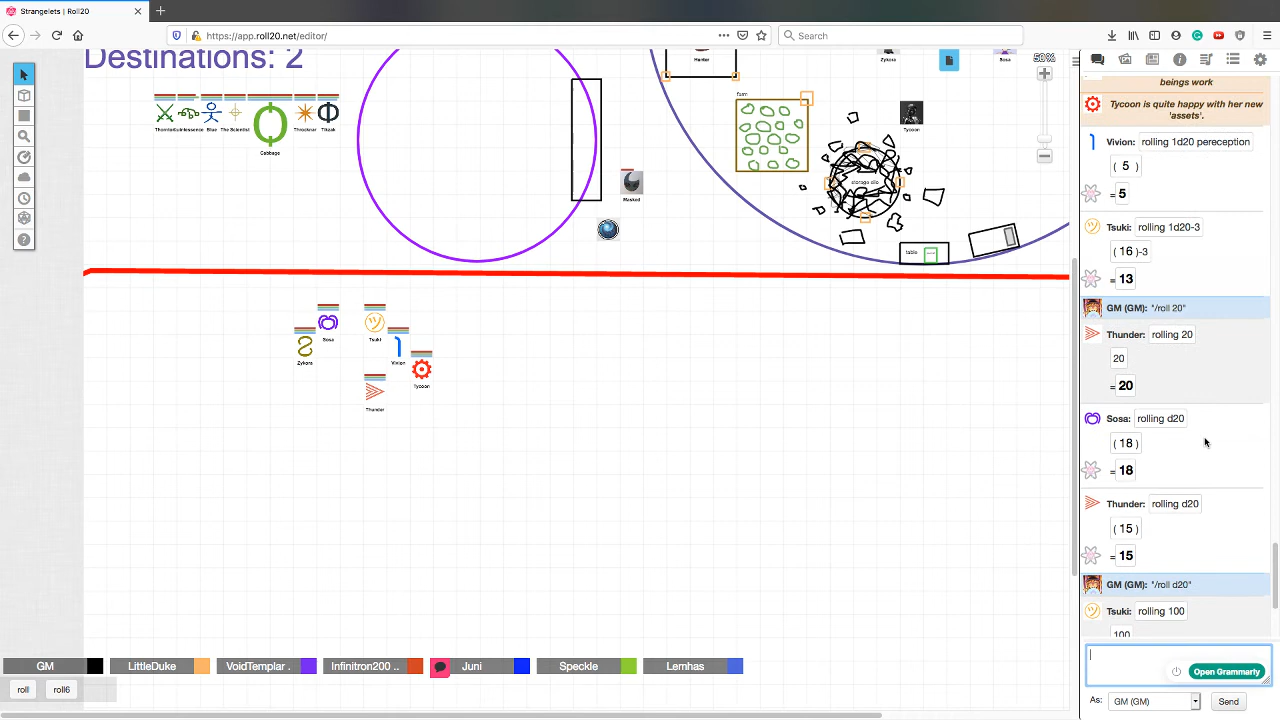 Strangelets | Roll20
https://app.roll20.net/editor/
Search
Destinations: 2
Thornton
Quintessence
Blue
The Scientist
Cabbage
Throcknar
Masked
Hunter
Zykora
Sosa
50%
farm
Tycoon
storage silo
table
Sosa
Zykora
Tsuki
Vivion
Tycoon
Thunder
beings work
Tycoon is quite happy with her new
'assets'.
Vivion: rolling 1d20 pereception
( 5 )
= 5
Tsuki: rolling 1d20-3
( 16 )-3
= 13
GM (GM): "/roll 20"
Thunder: rolling 20
20
= 20
Sosa: rolling d20
( 18 )
= 18
Thunder: rolling d20
( 15 )
= 15
GM (GM): "/roll d20"
Tsuki: rolling 100
100
Open Grammarly
As: GM (GM)
Send
GM
LittleDuke
VoidTemplar .
Infinitron200 ..
Juni
Speckle
Lemhas
roll
roll6